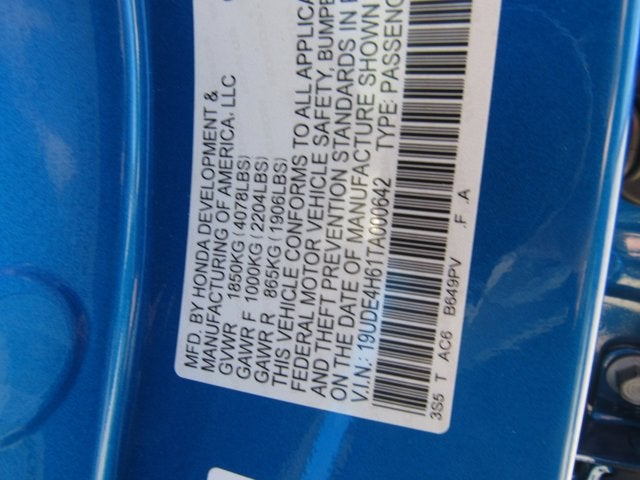 MFD. BY HONDA DEVELOPMENT &
MANUFACTURING OF AMERICA, LLC
GVWR 1850KG (4078LBS)
GAWR F 1000KG (2204LBS)
GAWR R 865KG (1906LBS)
THIS VEHICLE CONFORMS TO ALL APPLICA
FEDERAL MOTOR VEHICLE SAFETY, BUMPE
AND THEFT PREVENTION STANDARDS IN
ON THE DATE OF MANUFACTURE SHOWN
V.I.N.: 19UDE4H61TA000642 TYPE: PASSENG
3S5 T AC6 B649PV .F .A